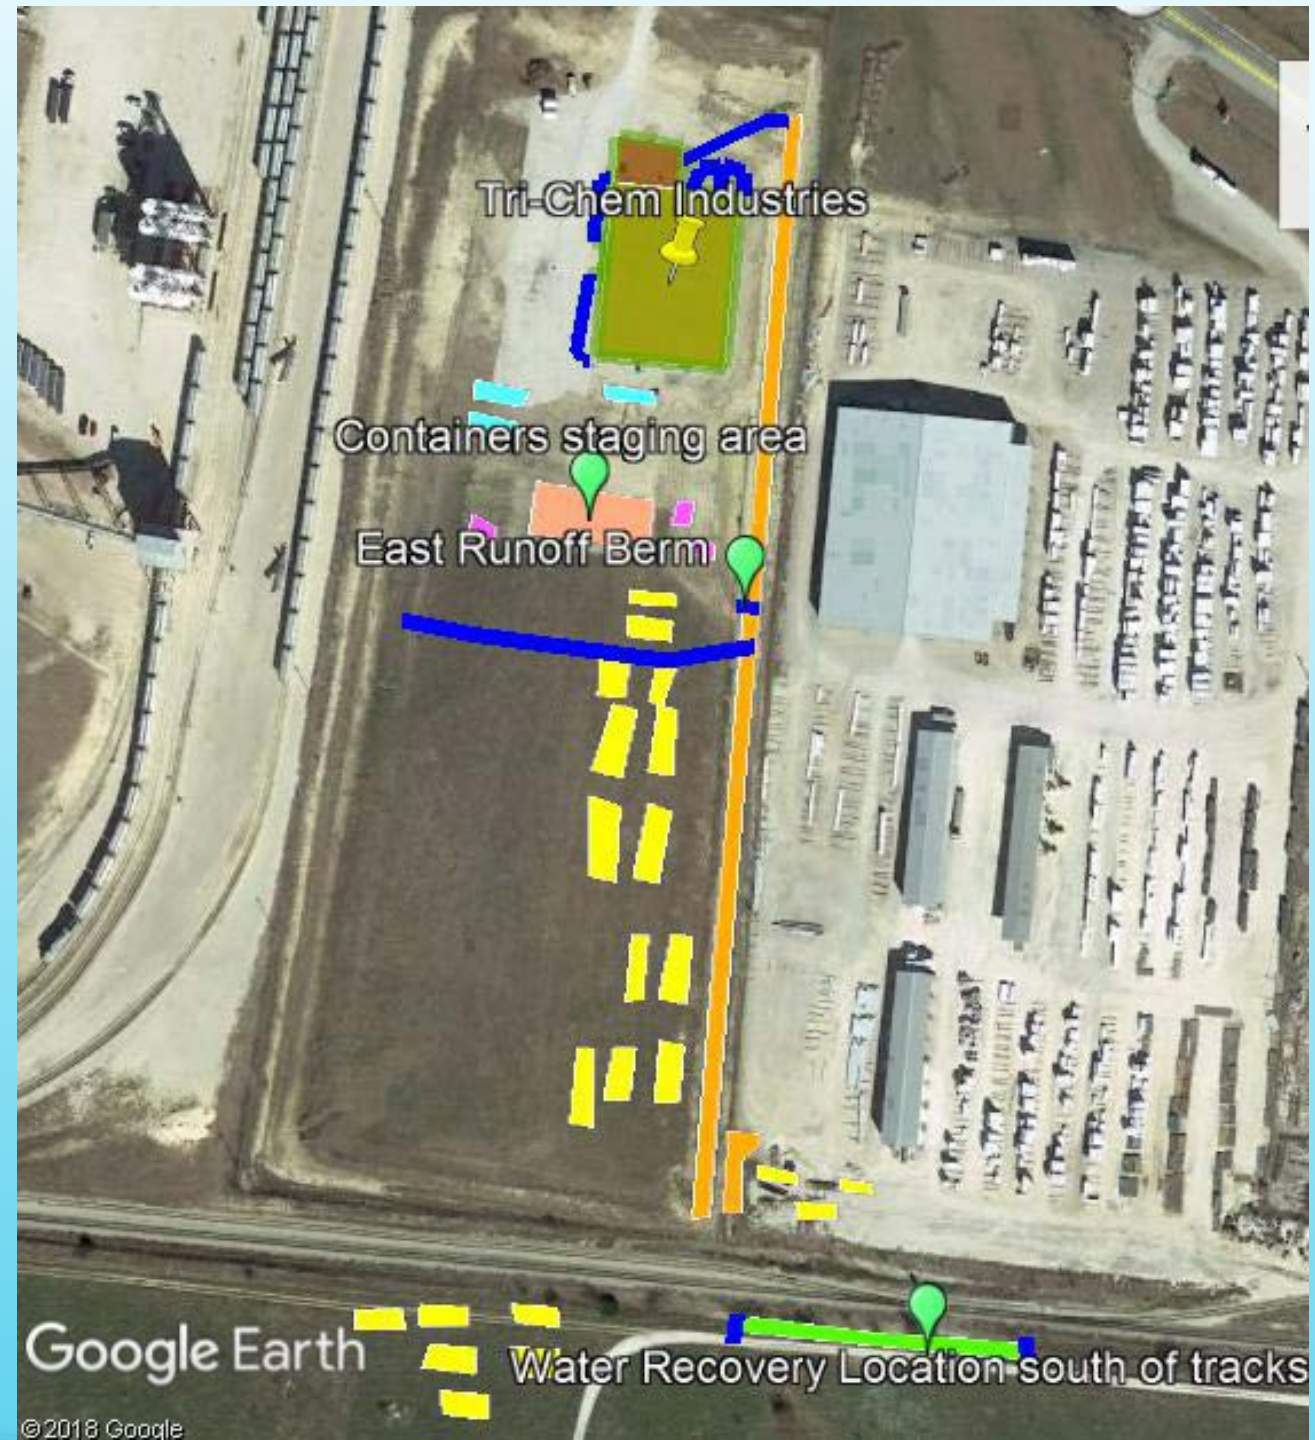 Tri-Chem Industries
Containers staging area
East Runoff Berm
Water Recovery Location south of tracks
Google Earth
©2018 Google